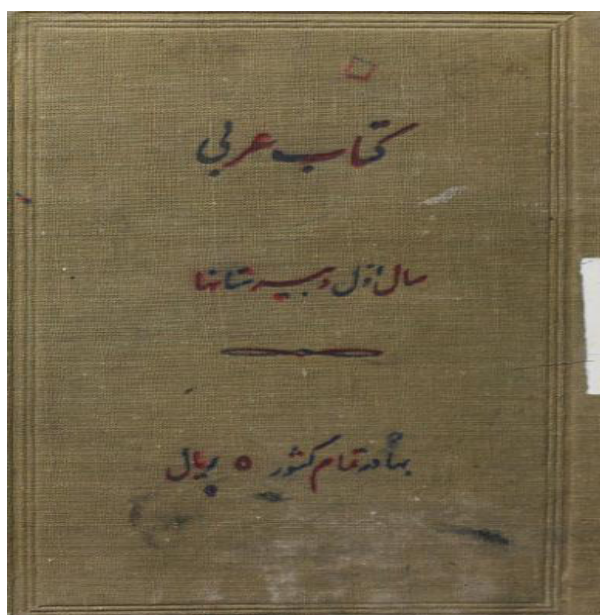 کتاب عربی
سال اول دبیرستانها
بها در تمام کشور ۵ ریال